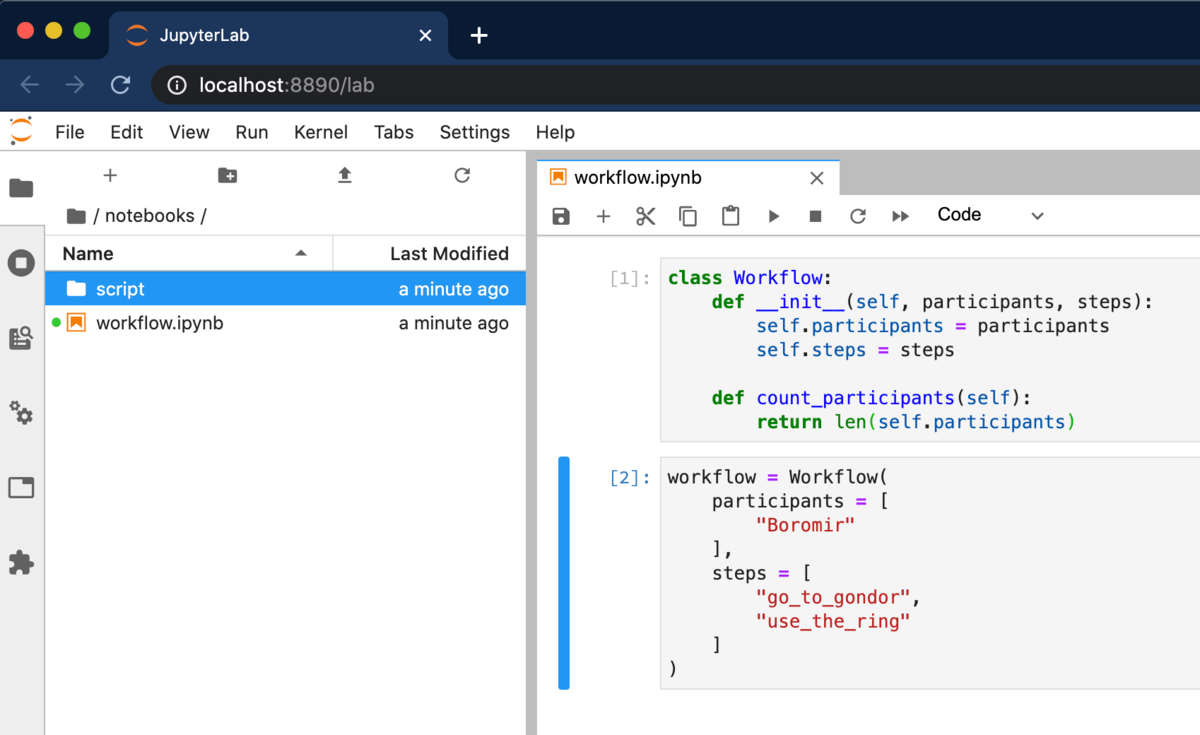 JupyterLab
localhost:8890/lab
File Edit View Run Kernel Tabs Settings Help
/ notebooks /
Name Last Modified
script a minute ago
workflow.ipynb a minute ago
workflow.ipynb
Code
[1]: class Workflow:
    def __init__(self, participants, steps):
        self.participants = participants
        self.steps = steps
    def count_participants(self):
        return len(self.participants)
[2]: workflow = Workflow(
    participants = [
        "Boromir"
    ],
    steps = [
        "go_to_gondor",
        "use_the_ring"
    ]
)